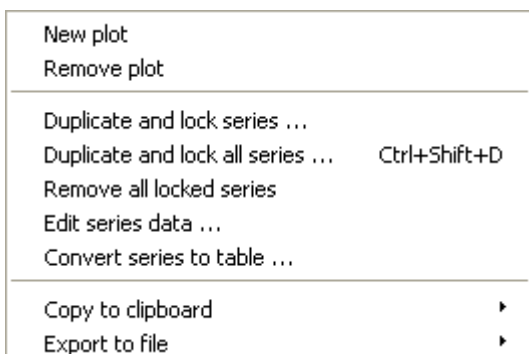 New plot
Remove plot
Duplicate and lock series ...
Duplicate and lock all series ... Ctrl+Shift+D
Remove all locked series
Edit series data ...
Convert series to table ...
Copy to clipboard
Export to file